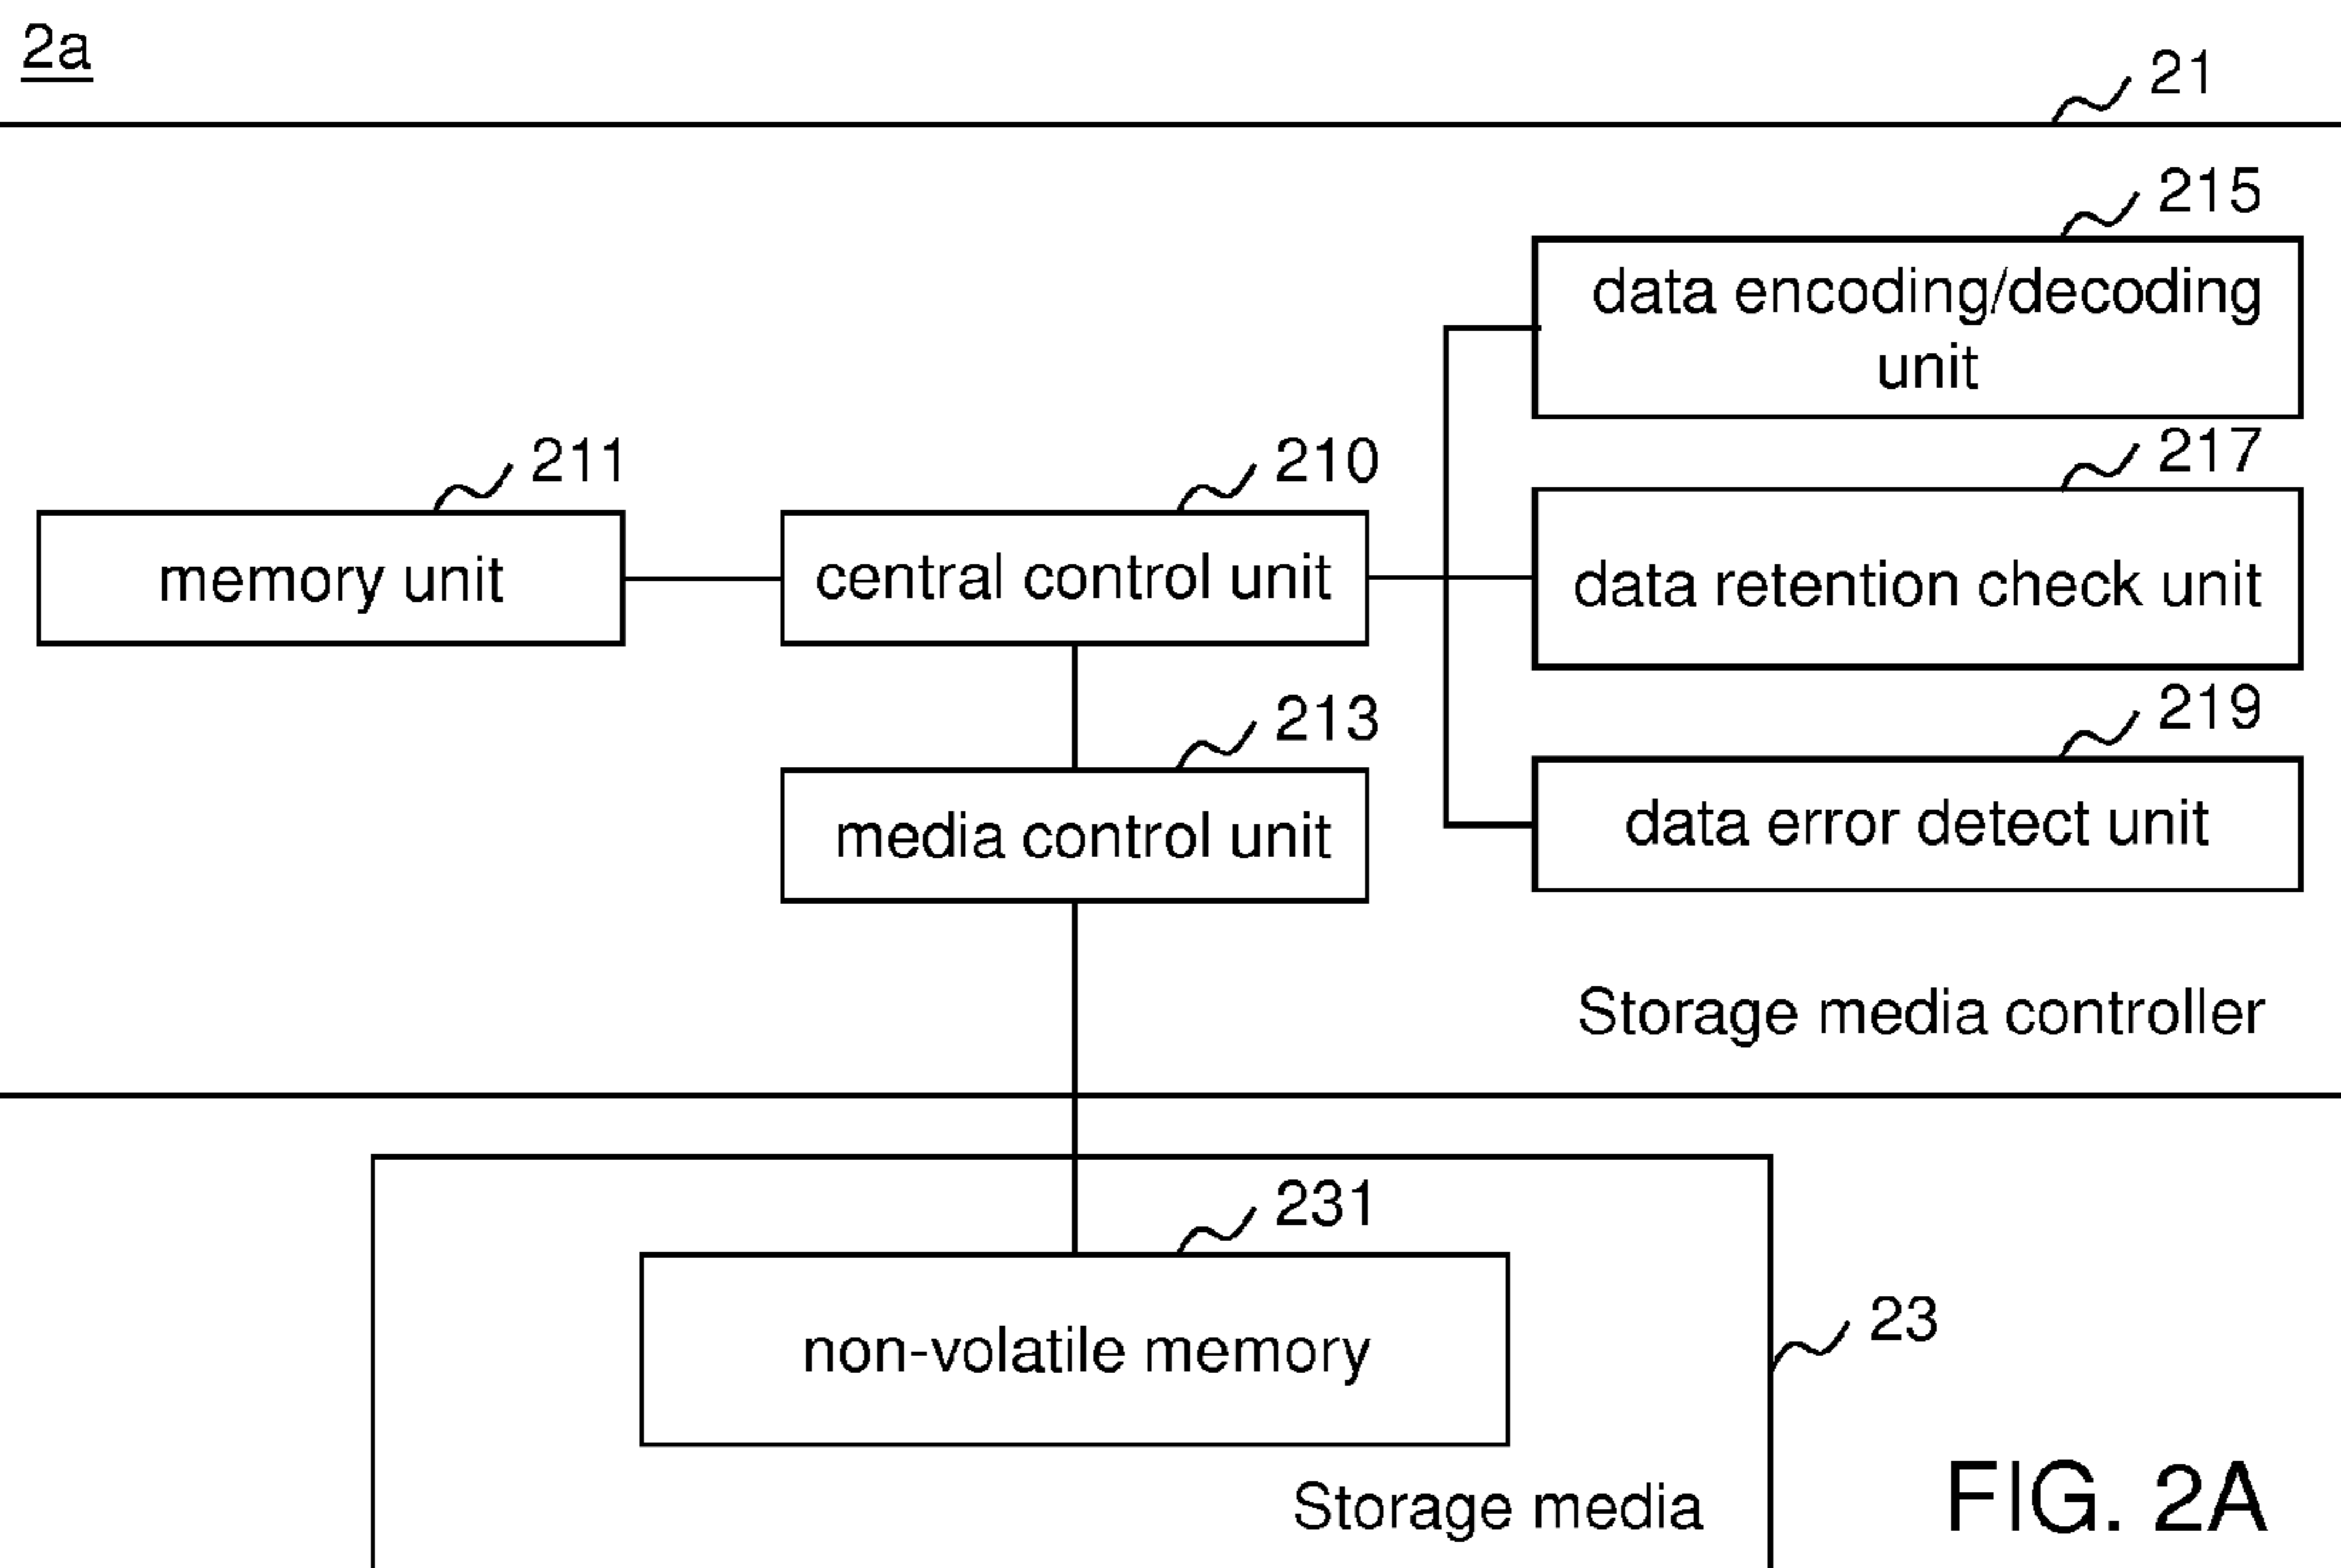 2a
21
215
data encoding/decoding
unit
211
210
217
memory unit
central control unit
data retention check unit
213
219
media control unit
data error detect unit
Storage media controller
231
non-volatile memory
23
Storage media
FIG. 2A